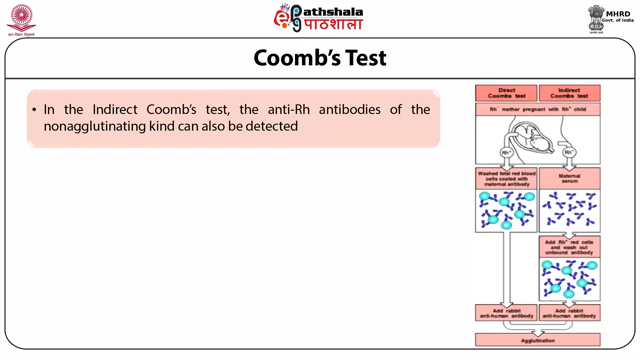 ePathshala
पाठशाला
MHRD
Govt. of India
Coomb's Test
• In the Indirect Coomb's test, the anti-Rh antibodies of the
nonagglutinating kind can also be detected
Direct
Coombs test
Indirect
Coombs test
Rh⁻ mother pregnant with Rh⁺ child
Rh⁺
Rh⁻
Washed fetal red blood
cells coated with
maternal antibody
Maternal
serum
Add Rh⁺ red cells
and wash out
unbound antibody
Add rabbit
anti-human antibody
Add rabbit
anti-human antibody
Agglutination